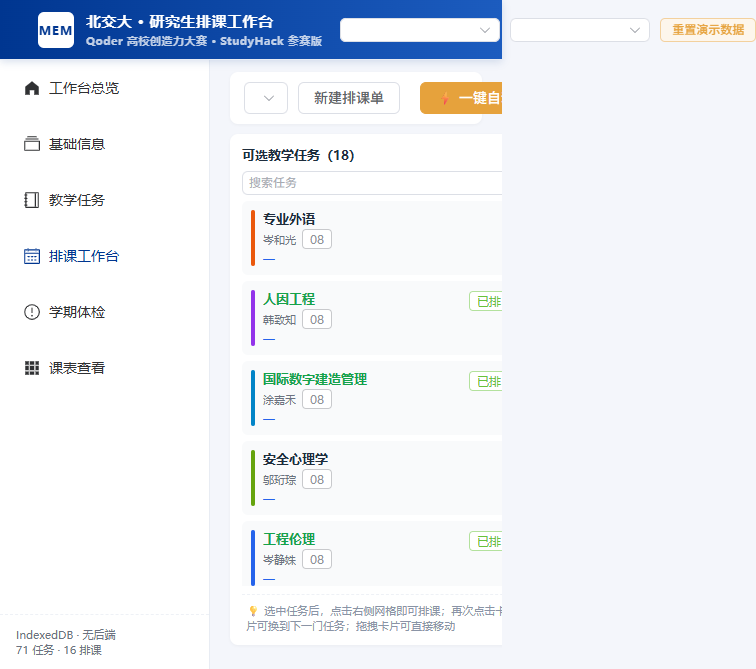 MEM
北交大 • 研究生排课工作台
Qoder 高校创造力大赛 • StudyHack 参赛版
重置演示数据
工作台总览
基础信息
教学任务
排课工作台
学期体检
课表查看
IndexedDB · 无后端
71 任务 · 16 排课
新建排课单
一键自
可选教学任务（18）
搜索任务
专业外语
岑和光 08
—
人因工程
已排
韩致知 08
—
国际数字建造管理
已排
涂嘉禾 08
—
安全心理学
邬珩琮 08
—
工程伦理
已排
岑静姝 08
—
选中任务后，点击右侧网格即可排课；再次点击卡
片可换到下一门任务；拖拽卡片可直接移动